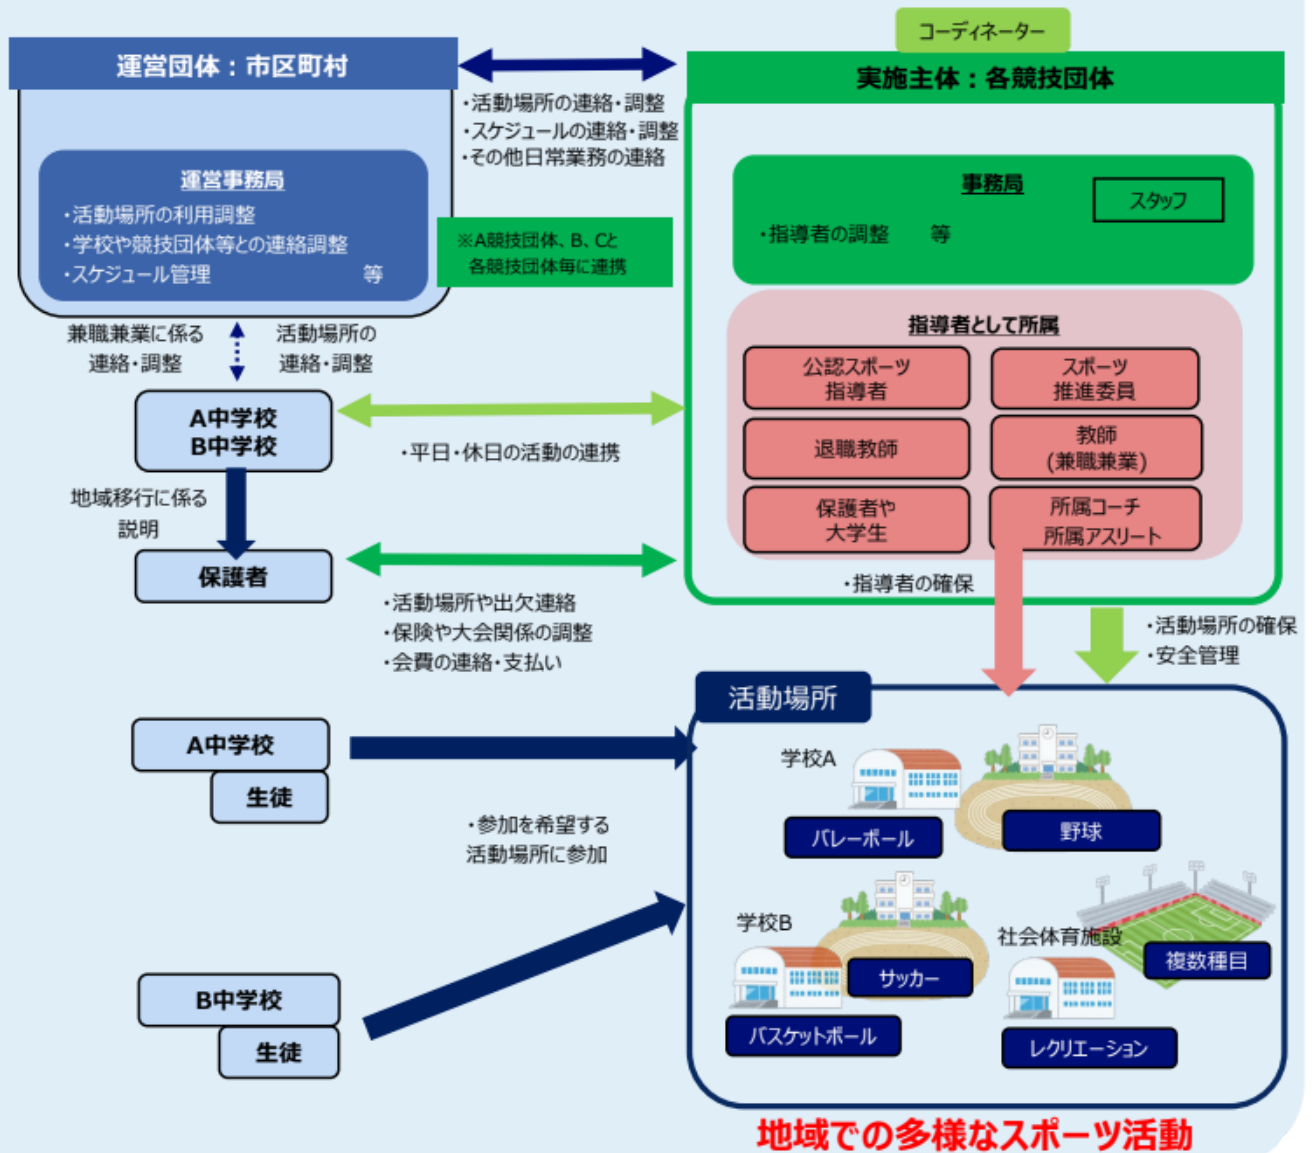 コーディネーター
運営団体：市区町村
実施主体：各競技団体
・活動場所の連絡・調整
・スケジュールの連絡・調整
・その他日常業務の連絡
運営事務局
・活動場所の利用調整
・学校や競技団体等との連絡調整
・スケジュール管理 等
※A競技団体、B、Cと
各競技団体毎に連携
事務局
スタッフ
・指導者の調整 等
兼職兼業に係る
連絡・調整
活動場所の
連絡・調整
指導者として所属
公認スポーツ
指導者
スポーツ
推進委員
退職教師
教師
(兼職兼業)
保護者や
大学生
所属コーチ
所属アスリート
A中学校
B中学校
・平日・休日の活動の連携
地域移行に係る
説明
保護者
・活動場所や出欠連絡
・保険や大会関係の調整
・会費の連絡・支払い
・指導者の確保
・活動場所の確保
・安全管理
A中学校
生徒
・参加を希望する
活動場所に参加
B中学校
生徒
活動場所
学校A
バレーボール
野球
学校B
サッカー
バスケットボール
社会体育施設
複数種目
レクリエーション
地域での多様なスポーツ活動